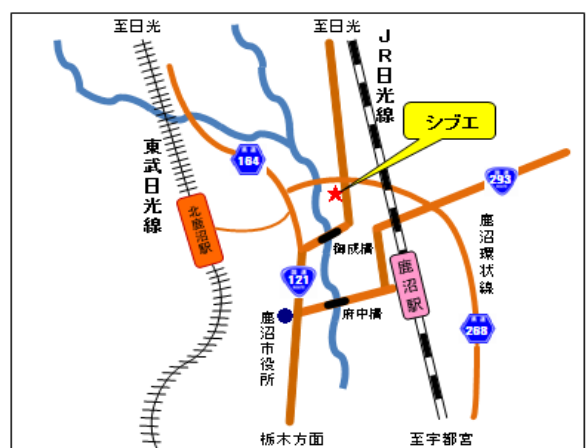 至日光
至日光
JR日光線
シブエ
東武日光線
164
293
北鹿沼駅
鹿沼環状線
御成橋
鹿沼駅
121
府中橋
鹿沼市役所
268
栃木方面
至宇都宮